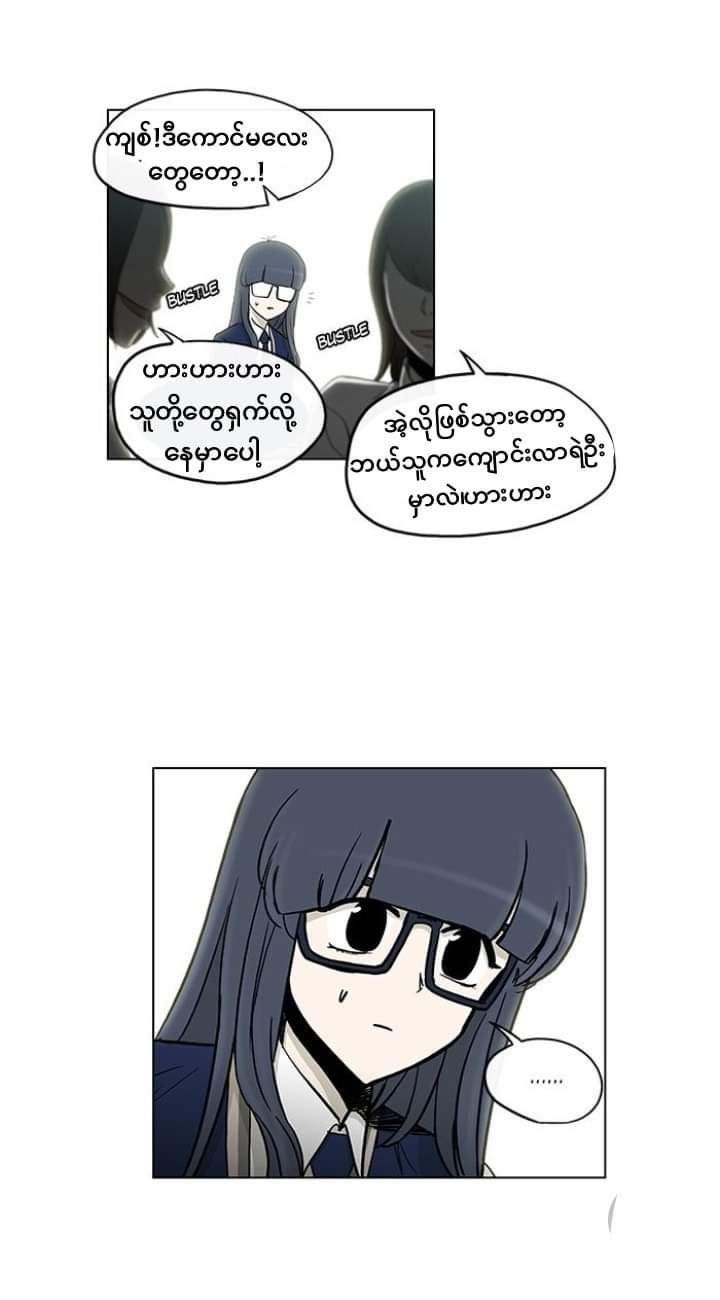 ကျစ်!ဒီကောင်မလေး
တွေတော့..!
BUSTLE
BUSTLE
ဟားဟားဟား
သူတို့တွေရှက်လို့
နေမှာပေါ့
အဲ့လိုဖြစ်သွားတော့
ဘယ်သူကကျောင်းလာရဲဦး
မှာလဲ၊ဟားဟား
......